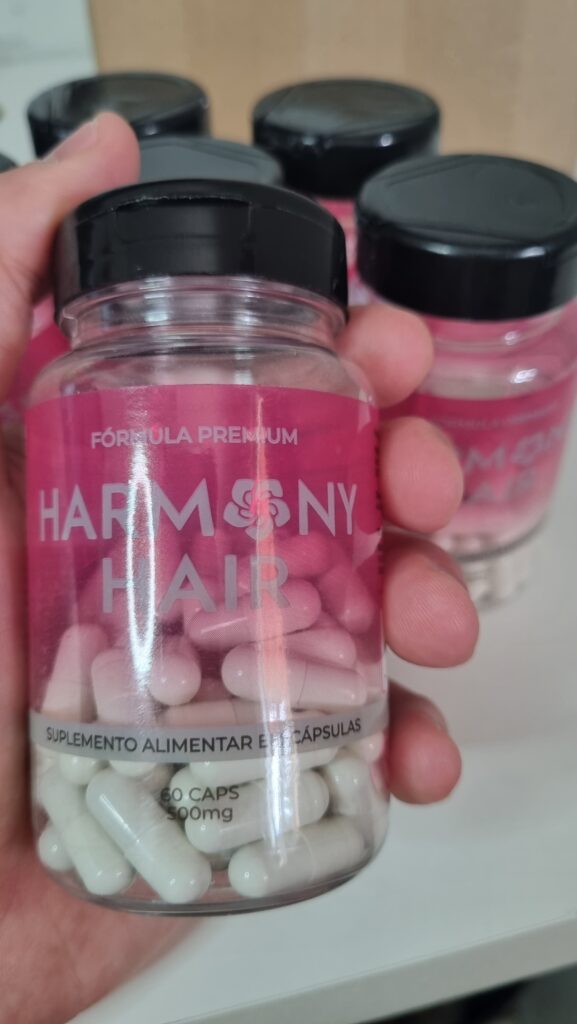 FÓRMULA PREMIUM
HARMONY
HAIR
SUPLEMENTO ALIMENTAR EM CÁPSULAS
60 CAPS
500mg